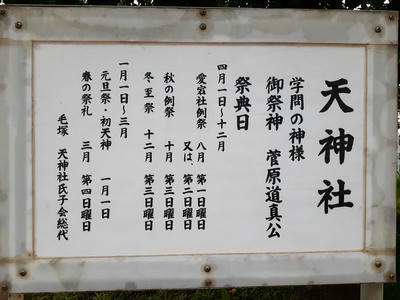 天神社
学問の神様
御祭神 菅原道真公
祭典日
四月一日~十二月
愛宕社例祭 八月 第一日曜日
又は、第二日曜日
秋の例祭 十月 第三日曜日
冬至祭 十二月 第三日曜日
一月一日~三月
元旦祭・初天神 一月一日
春の祭礼 三月 第四日曜日
毛塚 天神社氏子会総代